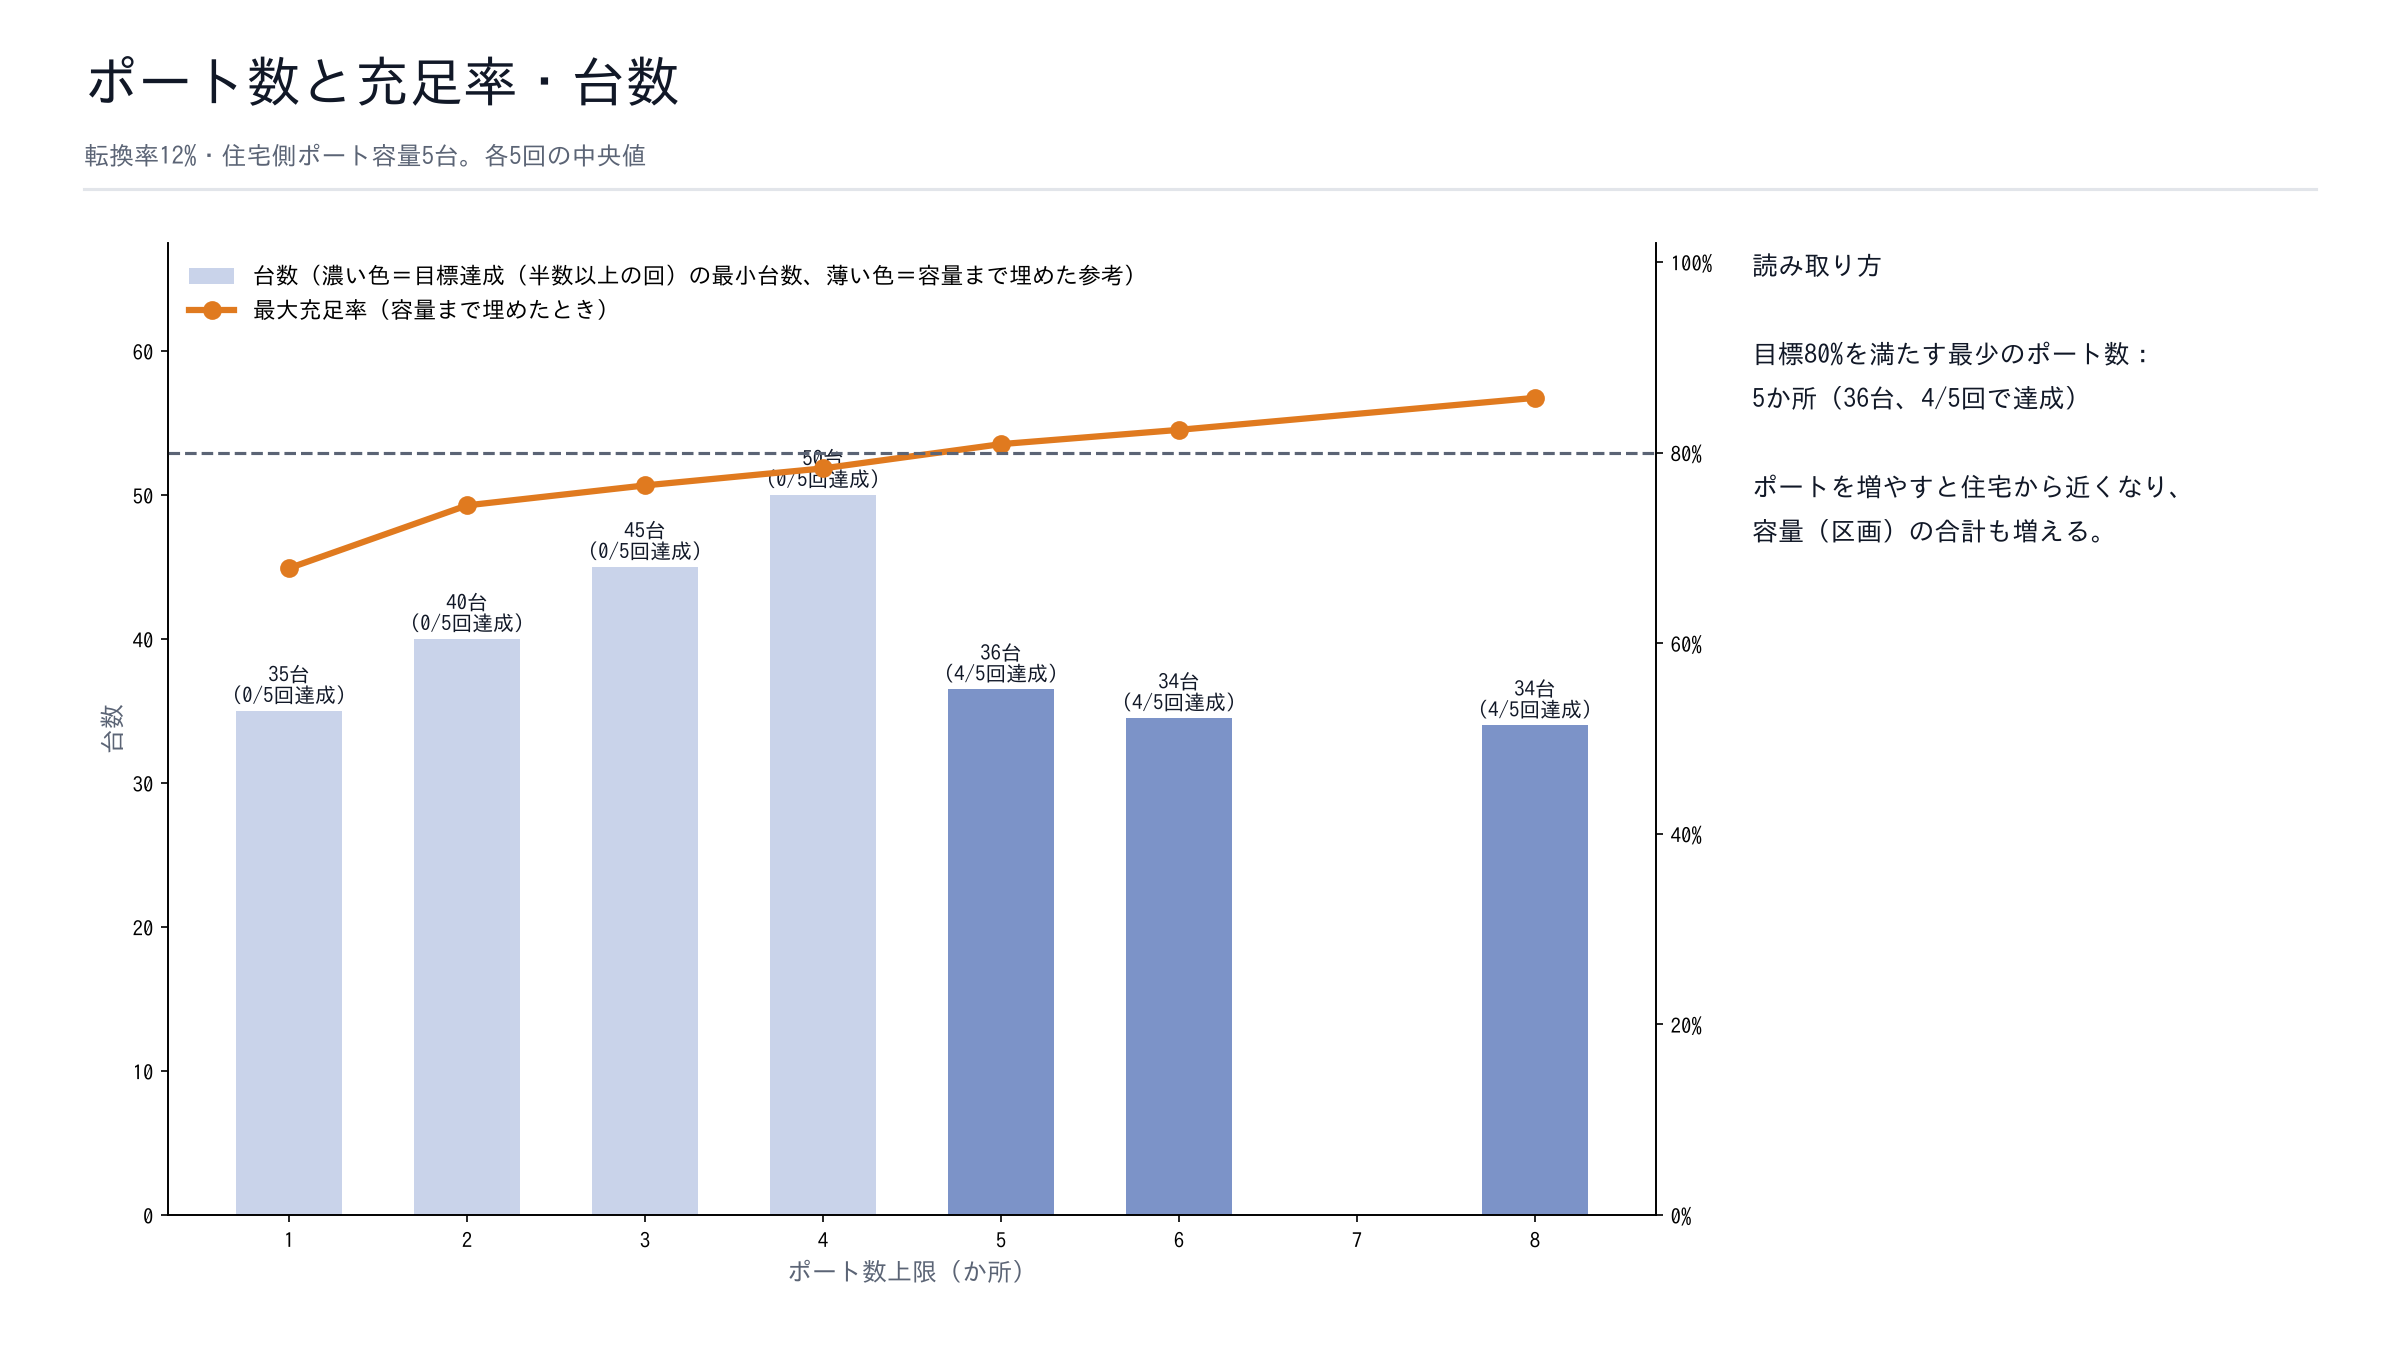 ポート数と充足率・台数
転換率12%・住宅側ポート容量5台。各5回の中央値
台数（濃い色＝目標達成（半数以上の回）の最小台数、薄い色＝容量まで埋めた参考）
最大充足率（容量まで埋めたとき）
台数
60
50
40
30
20
10
0
35台
(0/5回達成)
40台
(0/5回達成)
45台
(0/5回達成)
50台
(0/5回達成)
36台
(4/5回達成)
34台
(4/5回達成)
34台
(4/5回達成)
100%
80%
60%
40%
20%
0%
1
2
3
4
5
6
7
8
ポート数上限（か所）
読み取り方
目標80%を満たす最少のポート数：
5か所（36台、4/5回で達成）
ポートを増やすと住宅から近くなり、
容量（区画）の合計も増える。